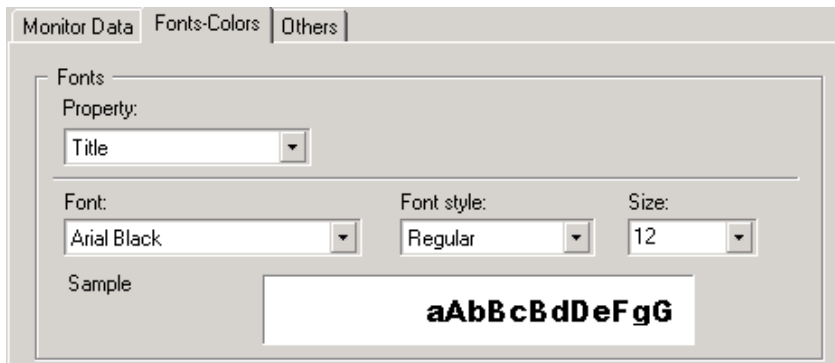 Monitor Data Fonts-Colors Others
Fonts
Property:
Title
Font: Font style: Size:
Arial Black Regular 12
Sample aAbBcBdDeFgG